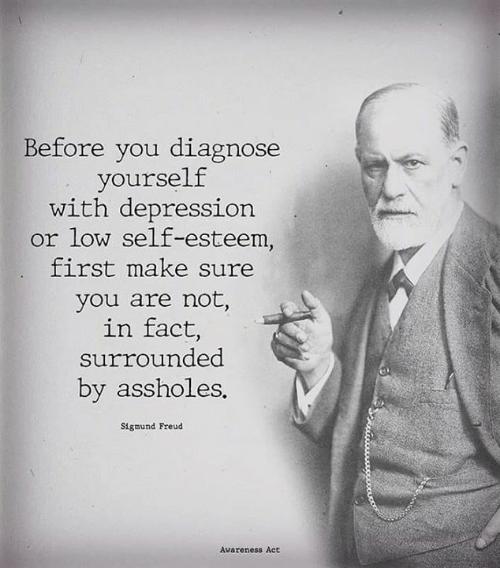 Before you diagnose
yourself
with depression
or low self-esteem,
first make sure
you are not,
in fact,
surrounded
by assholes.
Sigmund Freud
Awareness Act